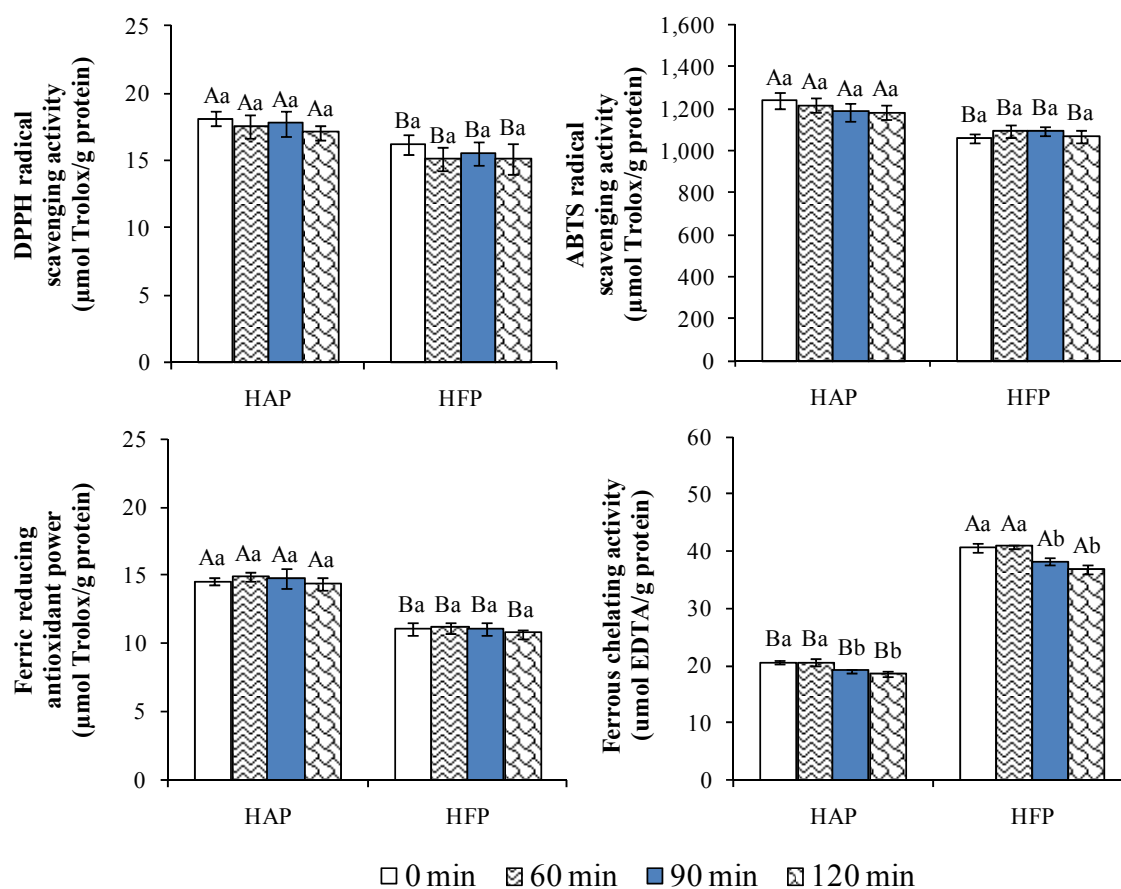 DPPH radical
scavenging activity
(μmol Trolox/g protein)
25
20
15
10
5
0
Aa Aa Aa Aa
Ba Ba Ba Ba
HAP HFP
ABTS radical
scavenging activity
(μmol Trolox/g protein)
1,600
1,400
1,200
1,000
800
600
400
200
0
Aa Aa Aa Aa
Ba Ba Ba Ba
HAP HFP
Ferric reducing
antioxidant power
(μmol Trolox/g protein)
25
20
15
10
5
0
Aa Aa Aa Aa
Ba Ba Ba Ba
HAP HFP
Ferrous chelating activity
(umol EDTA/g protein)
60
50
40
30
20
10
0
Ba Ba Bb Bb
Aa Aa Ab Ab
HAP HFP
0 min 60 min 90 min 120 min